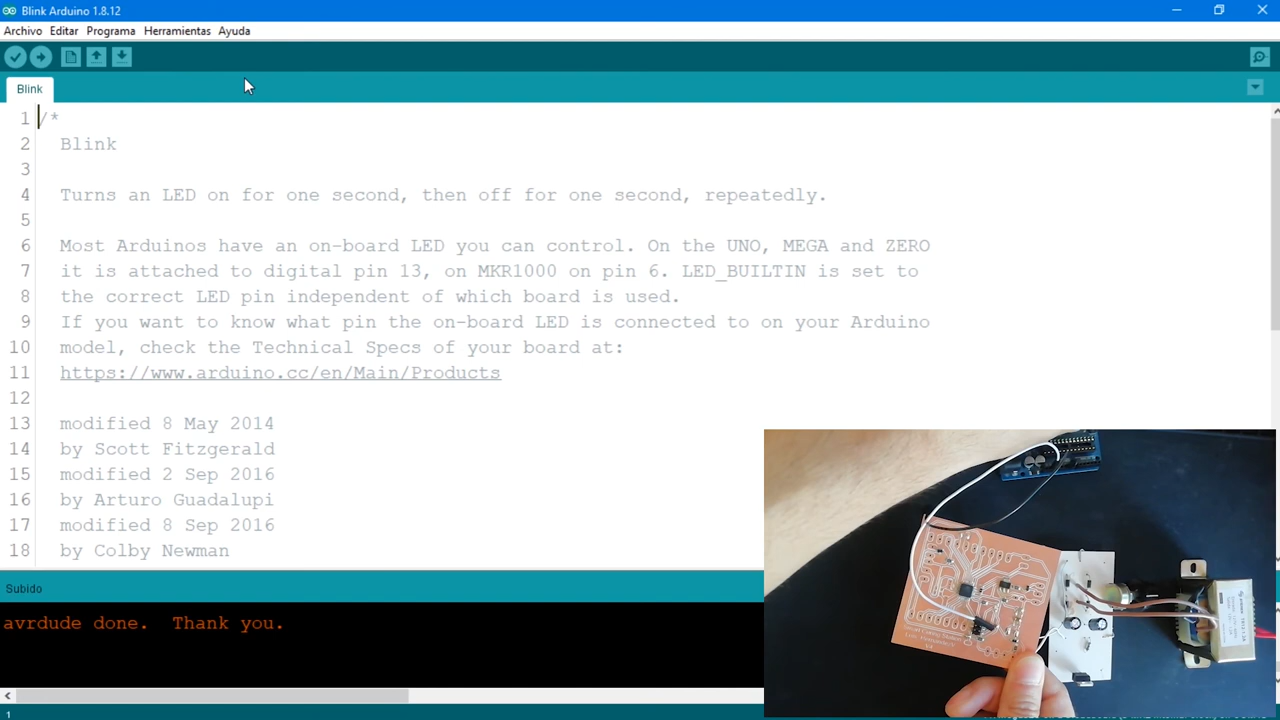 Blink Arduino 1.8.12
Archivo Editar Programa Herramientas Ayuda
Blink
1 /*
2 Blink
3
4 Turns an LED on for one second, then off for one second, repeatedly.
5
6 Most Arduinos have an on-board LED you can control. On the UNO, MEGA and ZERO
7 it is attached to digital pin 13, on MKR1000 on pin 6. LED_BUILTIN is set to
8 the correct LED pin independent of which board is used.
9 If you want to know what pin the on-board LED is connected to on your Arduino
10 model, check the Technical Specs of your board at:
11 https://www.arduino.cc/en/Main/Products
12
13 modified 8 May 2014
14 by Scott Fitzgerald
15 modified 2 Sep 2016
16 by Arturo Guadalupi
17 modified 8 Sep 2016
18 by Colby Newman
Subido
avrdude done.  Thank you.
1